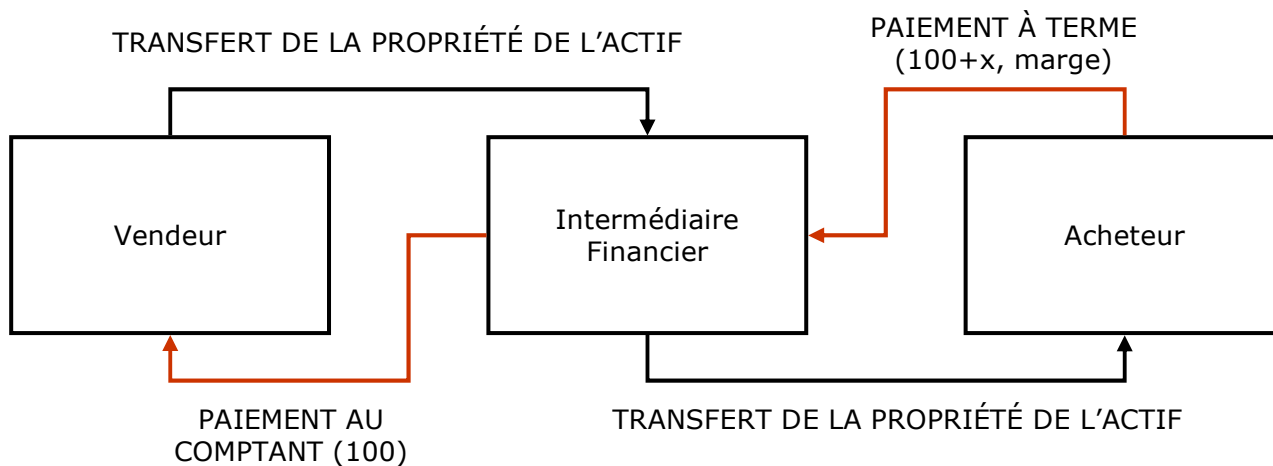 TRANSFERT DE LA PROPRIÉTÉ DE L’ACTIF
PAIEMENT À TERME
(100+x, marge)
Vendeur
Intermédiaire
Financier
Acheteur
PAIEMENT AU
COMPTANT (100)
TRANSFERT DE LA PROPRIÉTÉ DE L’ACTIF